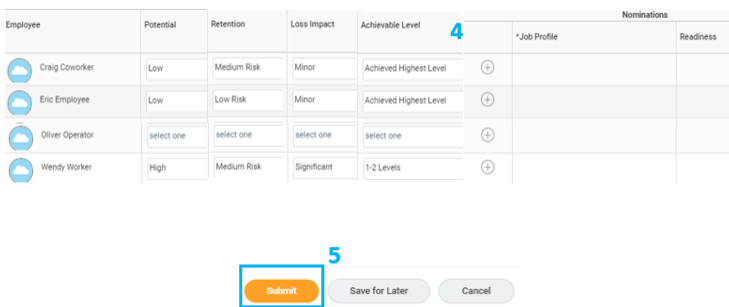 Nominations
Employee Potential Retention Loss Impact Achievable Level 4 *Job Profile Readiness
Craig Coworker Low Medium Risk Minor Achieved Highest Level
Eric Employee Low Low Risk Minor Achieved Highest Level
Oliver Operator select one select one select one select one
Wendy Worker High Medium Risk Significant 1-2 Levels
5
Submit Save for Later Cancel